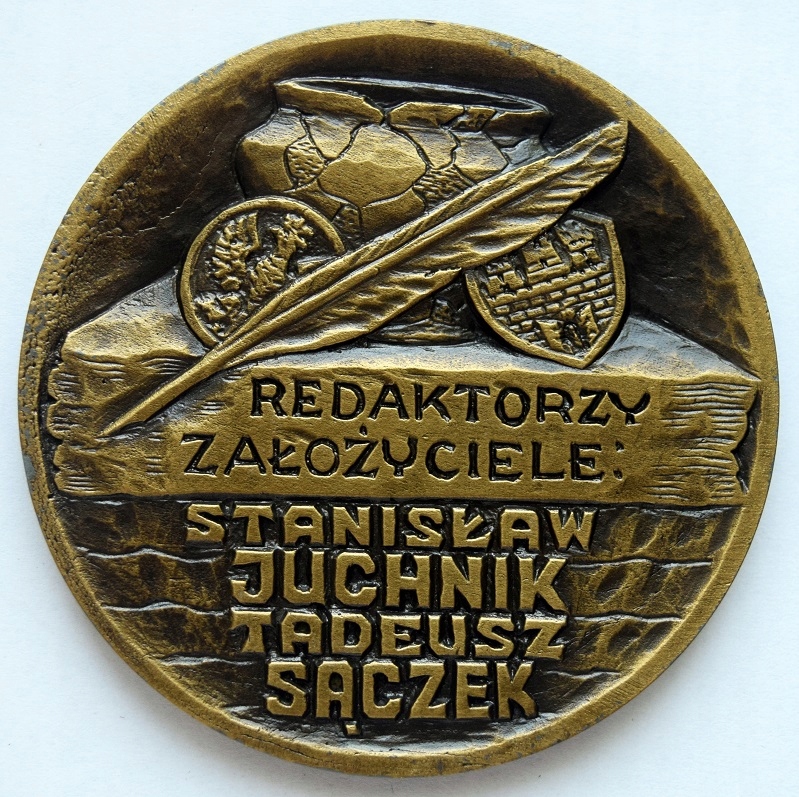 REDAKTORZY
ZAŁOŻYCIELE:
STANISŁAW
JUCHNIK
TADEUSZ
SĄCZEK